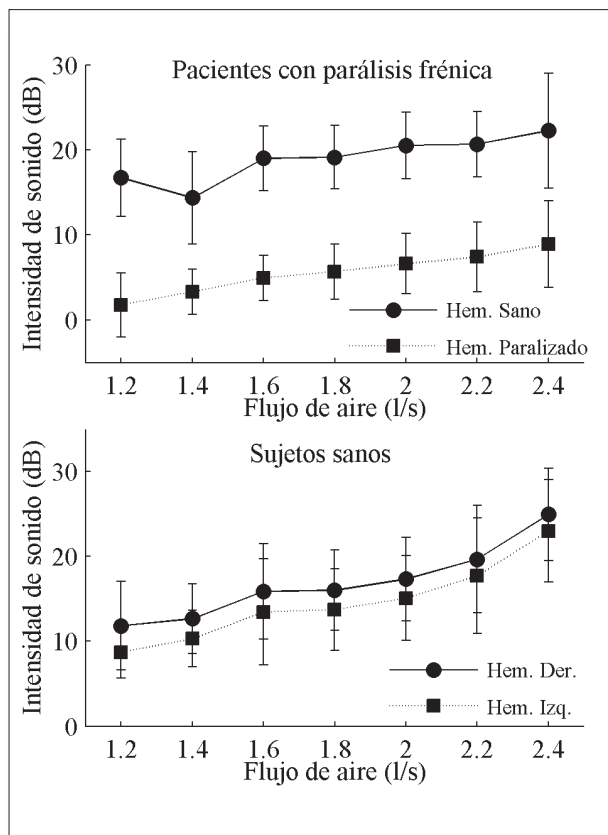 Pacientes con parálisis frénica
Intensidad de sonido (dB)
30
20
10
0
Hem. Sano
Hem. Paralizado
1.2 1.4 1.6 1.8 2 2.2 2.4
Flujo de aire (l/s)
Sujetos sanos
Intensidad de sonido (dB)
30
20
10
0
Hem. Der.
Hem. Izq.
1.2 1.4 1.6 1.8 2 2.2 2.4
Flujo de aire (l/s)